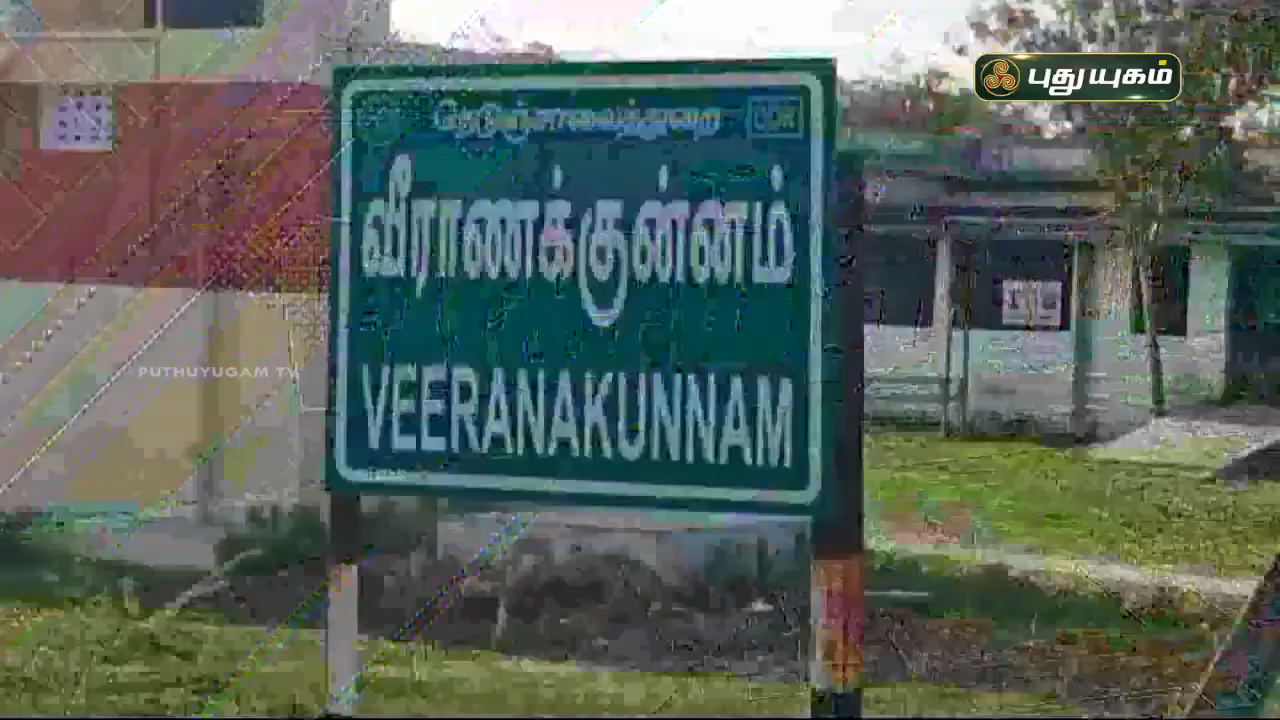 புதுயுகம்
நெடுஞ்சாலைத்துறை
வீராணக்குன்னம்
PUTHUYUGAM TV
VEERANAKUNNAM